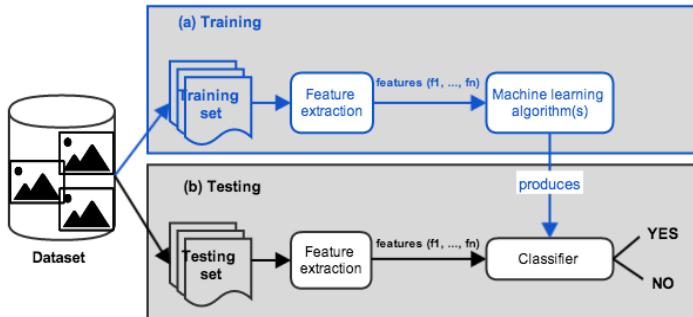 (a) Training
Training
set
Feature
extraction
features (f1, ..., fn)
Machine learning
algorithm(s)
produces
Dataset
(b) Testing
Testing
set
Feature
extraction
features (f1, ..., fn)
Classifier
YES
NO